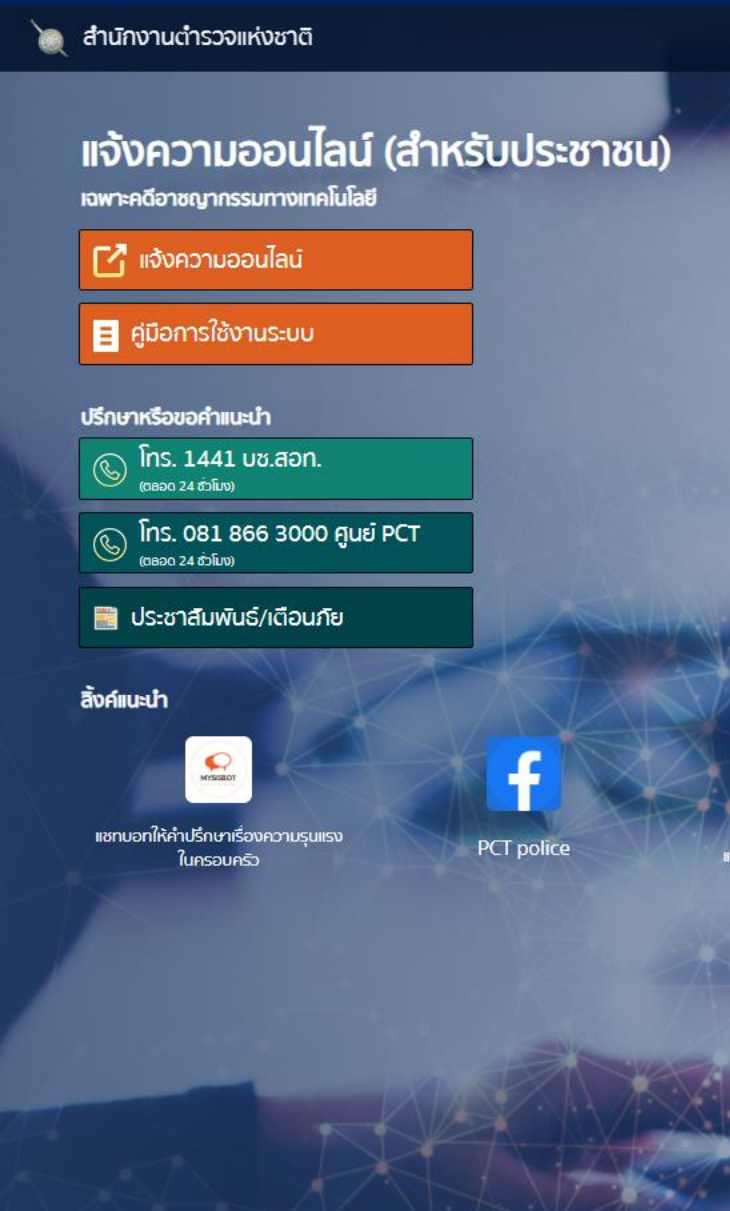 สำนักงานตำรวจแห่งชาติ
แจ้งความออนไลน์ (สำหรับประชาชน)
เฉพาะคดีอาชญากรรมทางเทคโนโลยี
แจ้งความออนไลน์
คู่มือการใช้งานระบบ
ปรึกษาหรือขอคำแนะนำ
โทร. 1441 บช.สอท.
(ตลอด 24 ชั่วโมง)
โทร. 081 866 3000 ศูนย์ PCT
(ตลอด 24 ชั่วโมง)
ประชาสัมพันธ์/เตือนภัย
ลิ้งค์แนะนำ
MYSISBOT
แชทบอทให้คำปรึกษาเรื่องความรุนแรง
ในครอบครัว
PCT police